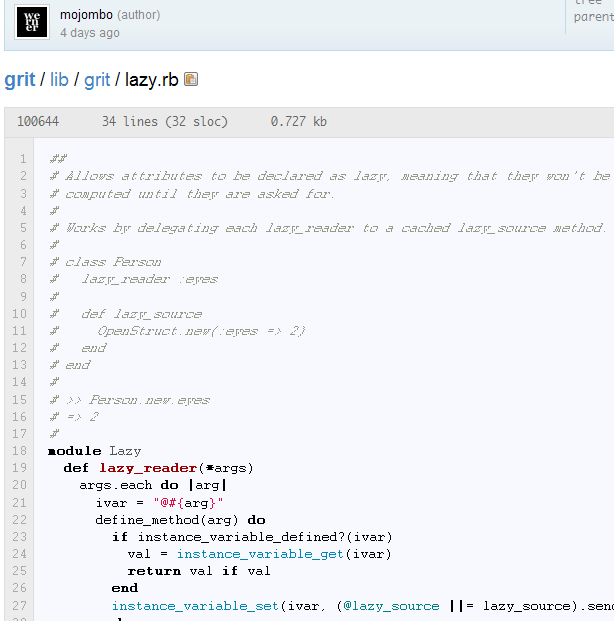 we
rn
er
mojombo (author)
4 days ago
parent
grit / lib / grit / lazy.rb
100644 34 lines (32 sloc) 0.727 kb
1 ##
2 # Allows attributes to be declared as lazy, meaning that they won't be
3 # computed until they are asked for.
4 #
5 # Works by delegating each lazy_reader to a cached lazy_source method.
6 #
7 # class Person
8 #   lazy_reader :eyes
9 #
10 #   def lazy_source
11 #     OpenStruct.new(:eyes => 2)
12 #   end
13 # end
14 #
15 # >> Person.new.eyes
16 # => 2
17 #
18 module Lazy
19   def lazy_reader(*args)
20     args.each do |arg|
21       ivar = "@#{arg}"
22       define_method(arg) do
23         if instance_variable_defined?(ivar)
24           val = instance_variable_get(ivar)
25           return val if val
26         end
27         instance_variable_set(ivar, (@lazy_source ||= lazy_source).send